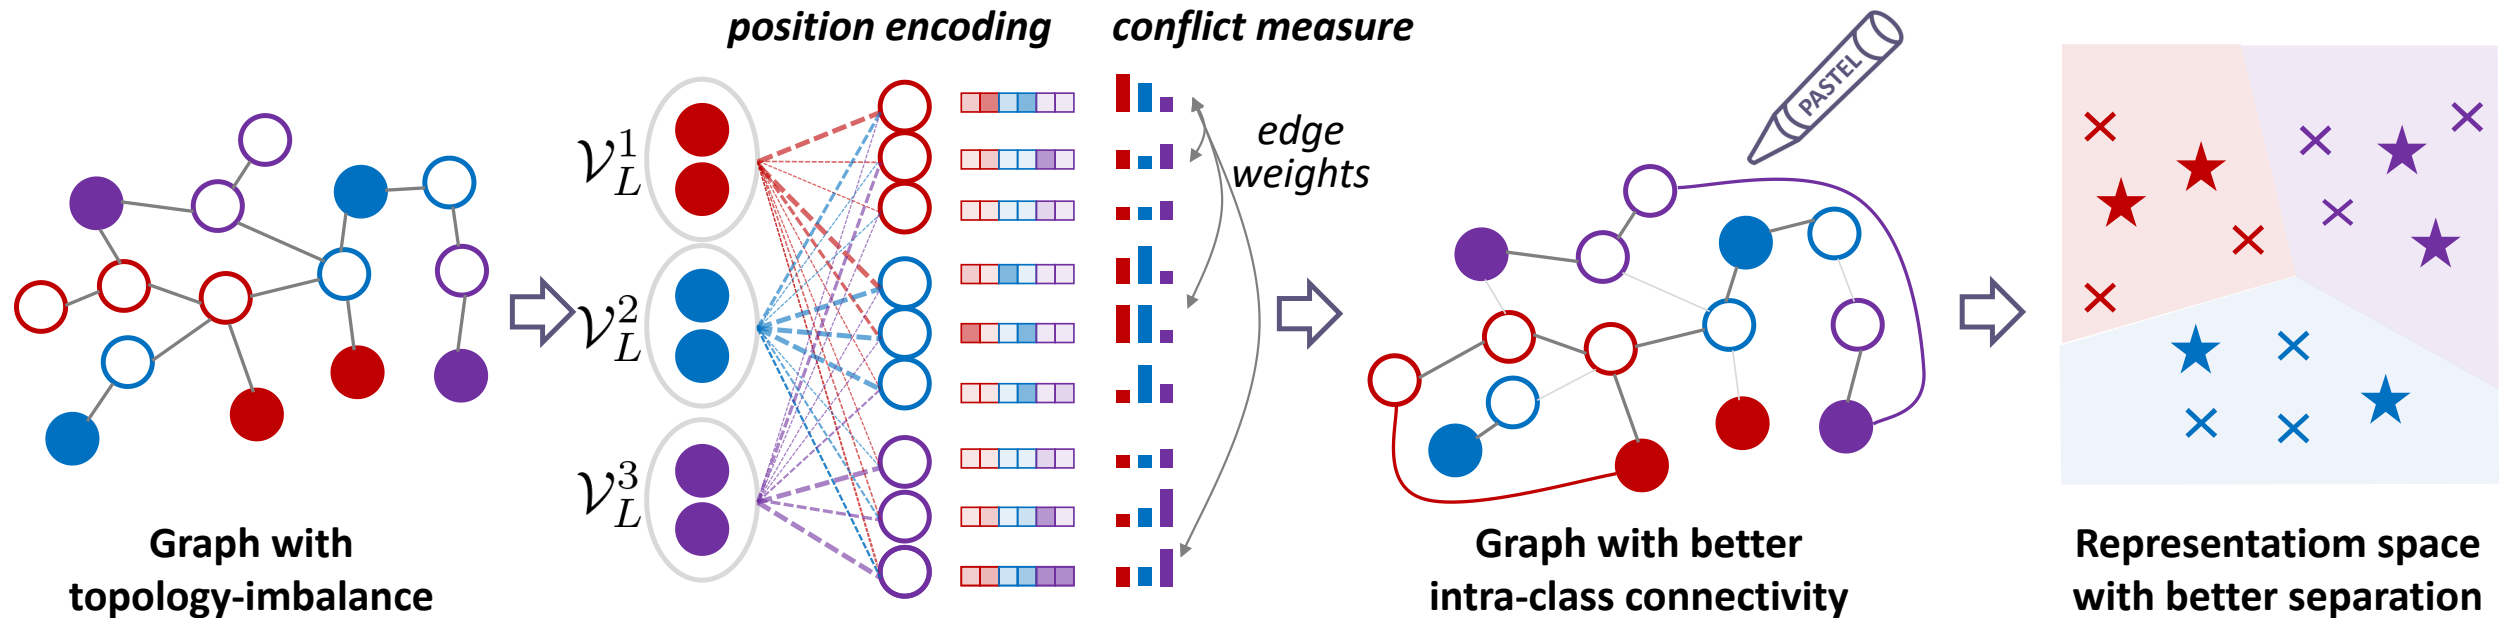 position encoding
conflict measure
PASTEL
edge
weights
𝒱_L^1
𝒱_L^2
𝒱_L^3
Graph with
topology-imbalance
Graph with better
intra-class connectivity
Representatiom space
with better separation